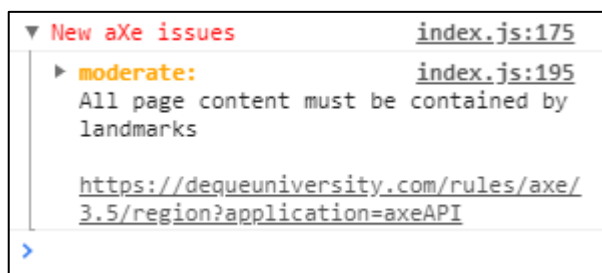 ▼ New aXe issues index.js:175
▶ moderate: index.js:195
All page content must be contained by
landmarks
https://dequeuniversity.com/rules/axe/
3.5/region?application=axeAPI
>